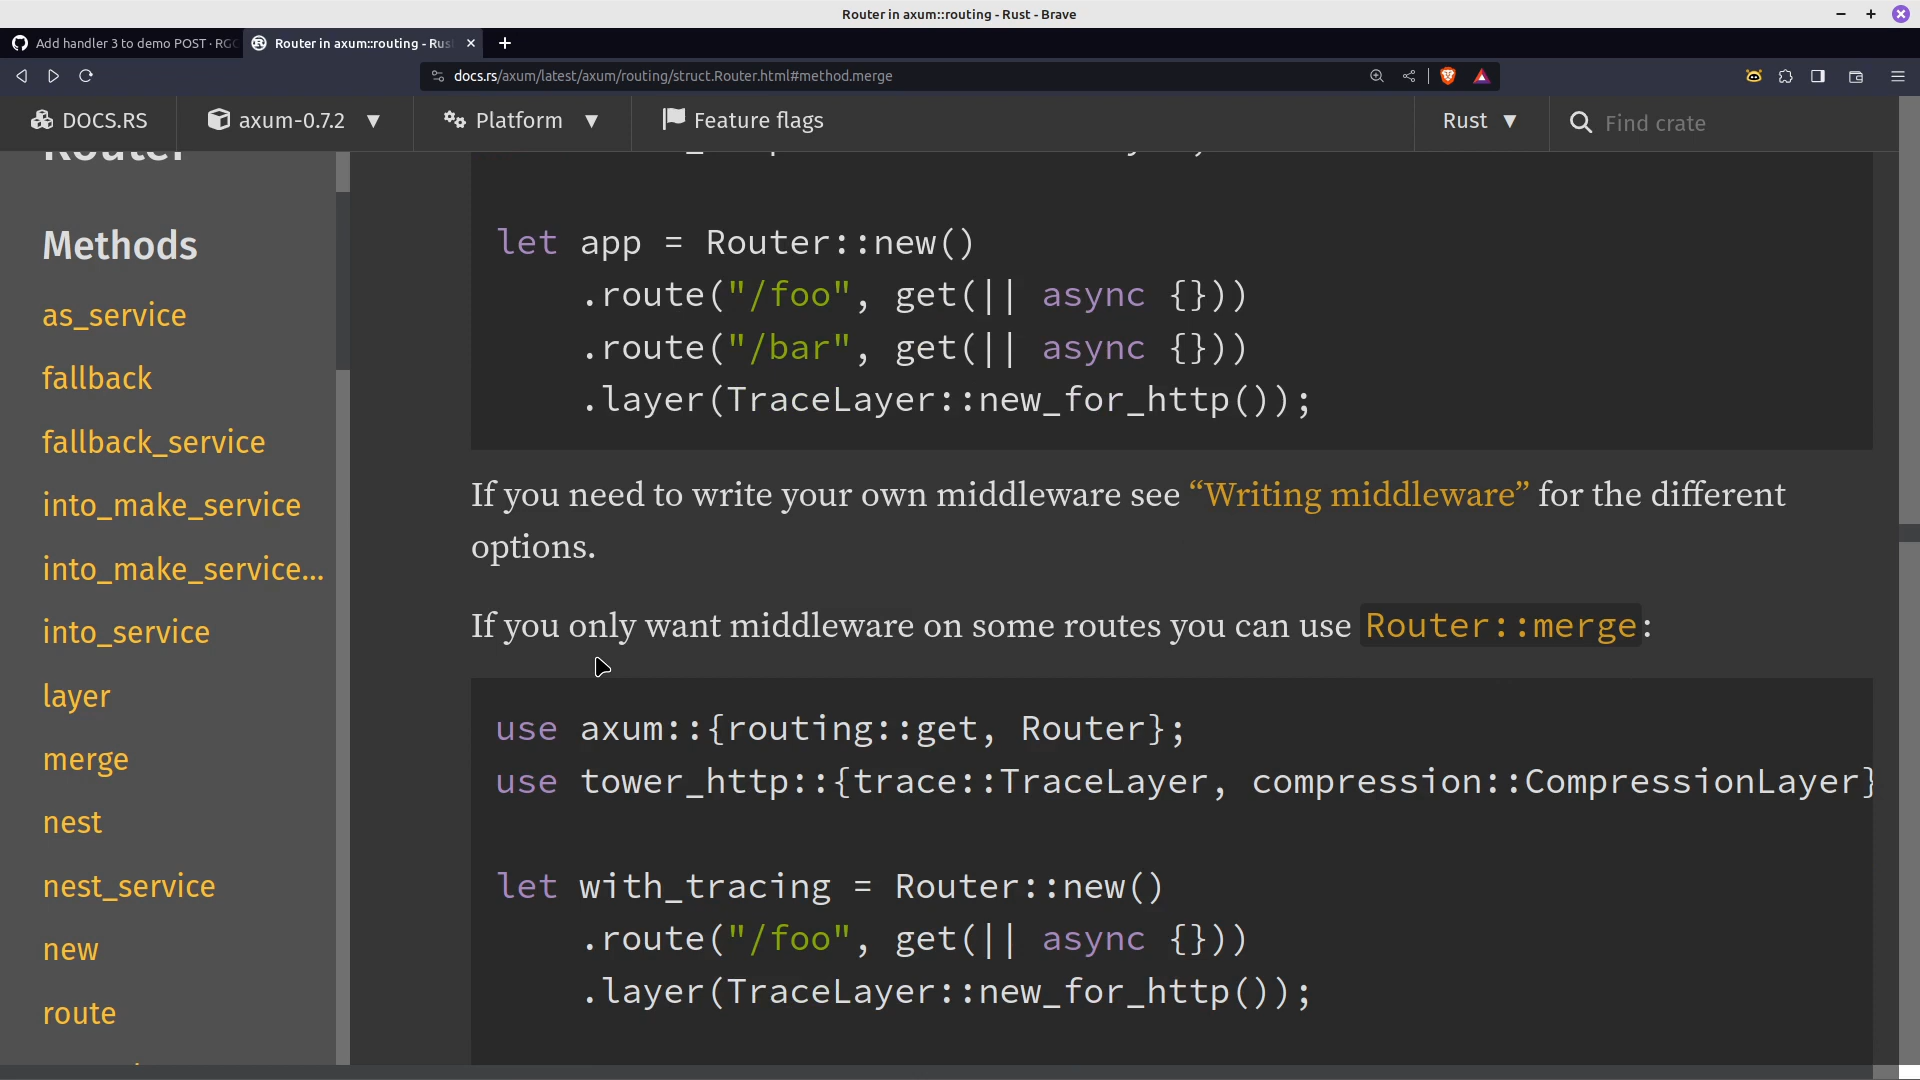 Router in axum::routing - Rust - Brave
Add handler 3 to demo POST · RGC
Router in axum::routing - Rus
docs.rs/axum/latest/axum/routing/struct.Router.html#method.merge
DOCS.RS
axum-0.7.2
Platform
Feature flags
Rust
Find crate
Router
Methods
as_service
fallback
fallback_service
into_make_service
into_make_service...
into_service
layer
merge
nest
nest_service
new
route
let app = Router::new()
    .route("/foo", get(|| async {}))
    .route("/bar", get(|| async {}))
    .layer(TraceLayer::new_for_http());
If you need to write your own middleware see “Writing middleware” for the different
options.
If you only want middleware on some routes you can use Router::merge:
use axum::{routing::get, Router};
use tower_http::{trace::TraceLayer, compression::CompressionLayer}
let with_tracing = Router::new()
    .route("/foo", get(|| async {}))
    .layer(TraceLayer::new_for_http());